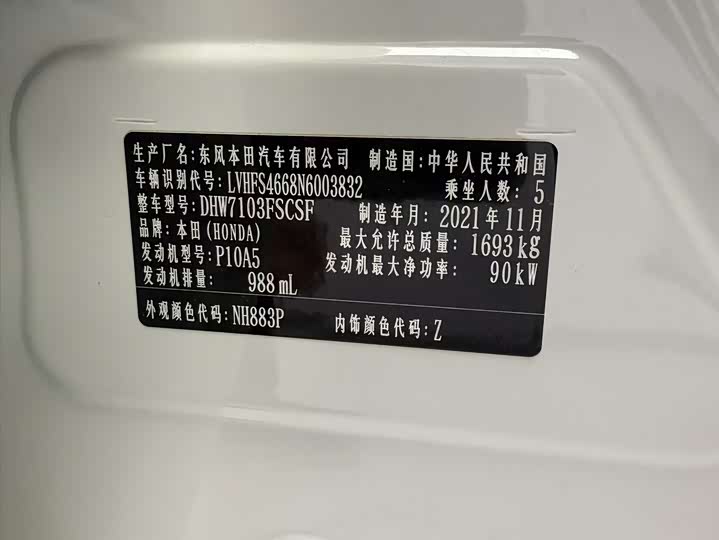 生产厂名:东风本田汽车有限公司 制造国:中华人民共和国
车辆识别代号:LVHFS4668N6003832 乘坐人数:5
整车型号:DHW7103FSCSF 制造年月:2021年11月
品牌:本田(HONDA) 最大允许总质量:1693kg
发动机型号:P10A5 发动机最大净功率:90kW
发动机排量:988mL
外观颜色代码:NH883P 内饰颜色代码:Z